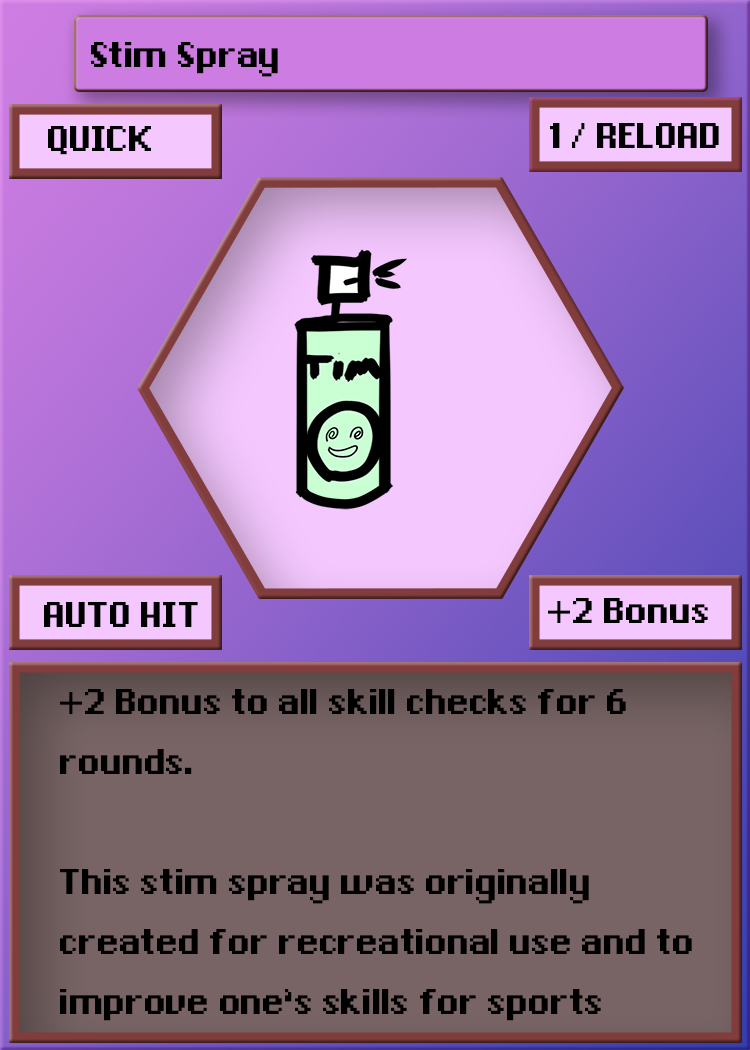 Stim Spray
QUICK
1 / RELOAD
Tim
AUTO HIT
+2 Bonus
+2 Bonus to all skill checks for 6
rounds.
This stim spray was originally
created for recreational use and to
improve one's skills for sports